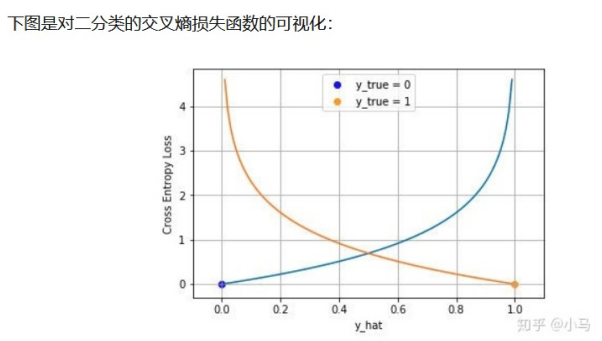 下图是对二分类的交叉熵损失函数的可视化：
y_true = 0
y_true = 1
Cross Entropy Loss
4
3
2
1
0
0.0 0.2 0.4 0.6 0.8 1.0
y_hat
知乎 @小马